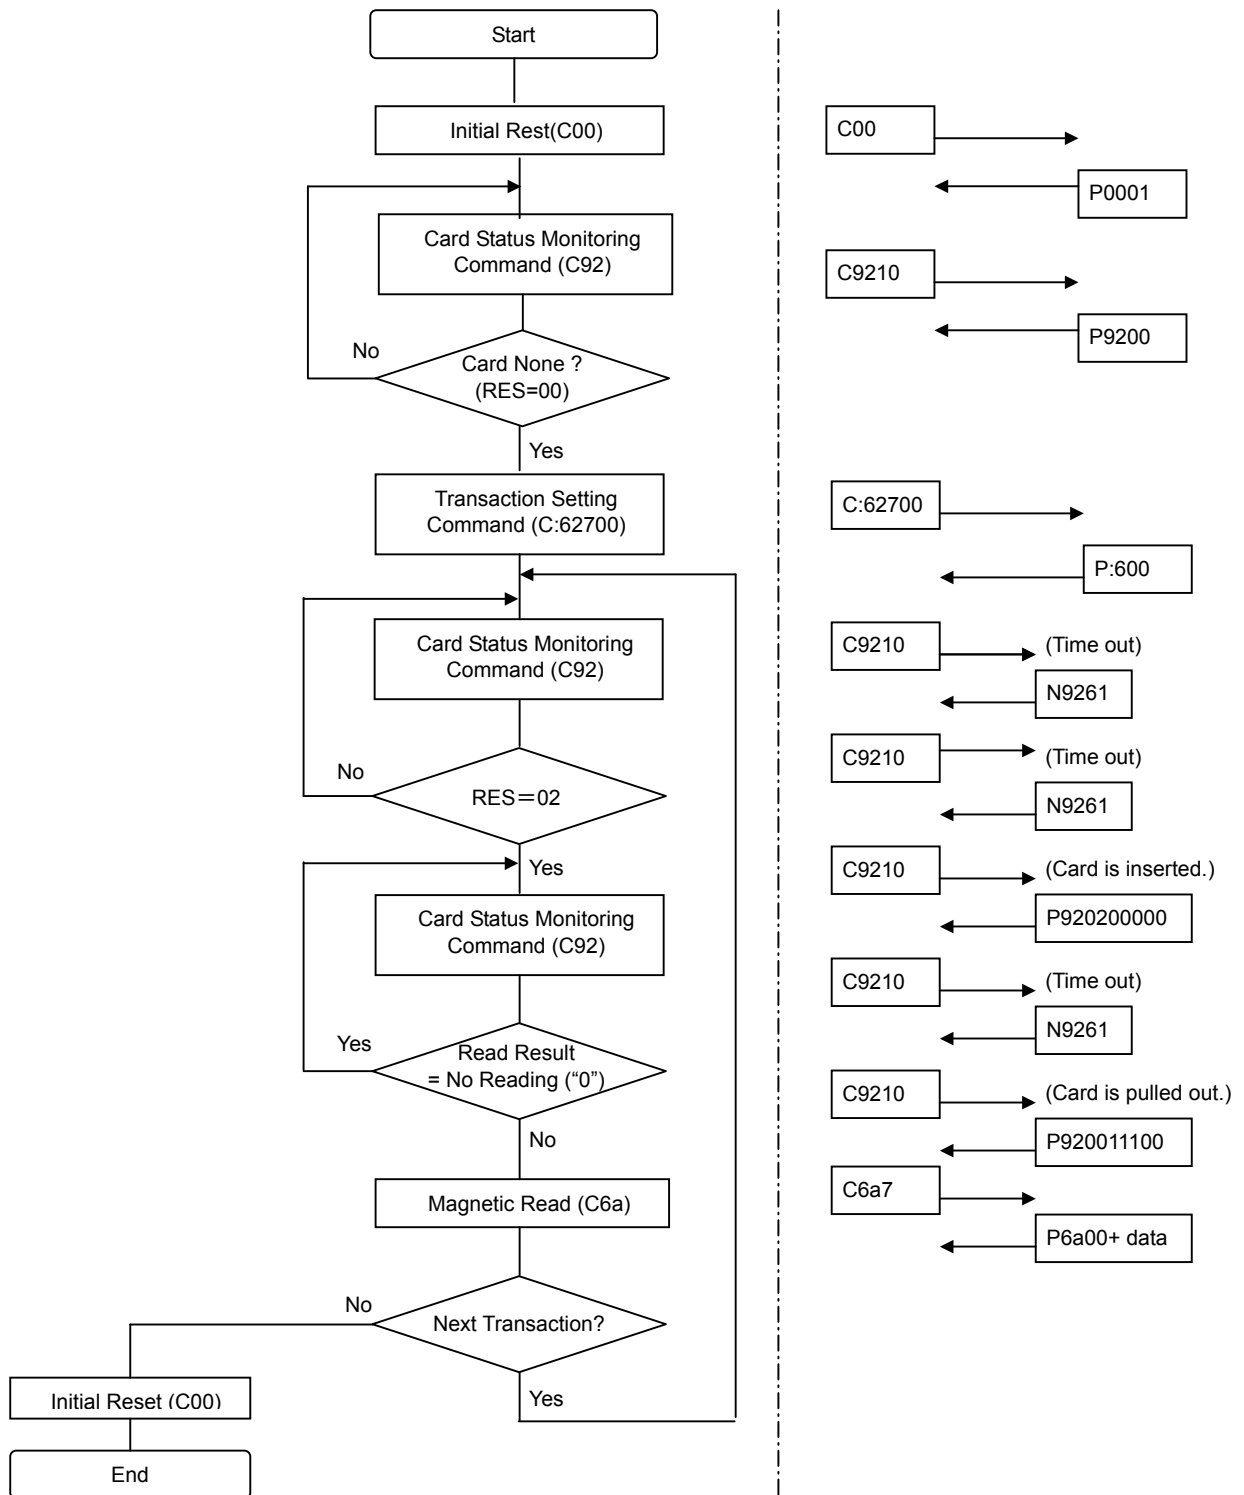 Start
Initial Rest(C00)
Card Status Monitoring
Command (C92)
No
Card None ?
(RES=00)
Yes
Transaction Setting
Command (C:62700)
Card Status Monitoring
Command (C92)
No
RES=02
Yes
Card Status Monitoring
Command (C92)
Yes
Read Result
= No Reading (“0”)
No
Magnetic Read (C6a)
No
Next Transaction?
Yes
Initial Reset (C00)
End
C00
P0001
C9210
P9200
C:62700
P:600
C9210
(Time out)
N9261
C9210
(Time out)
N9261
C9210
(Card is inserted.)
P920200000
C9210
(Time out)
N9261
C9210
(Card is pulled out.)
P920011100
C6a7
P6a00+ data